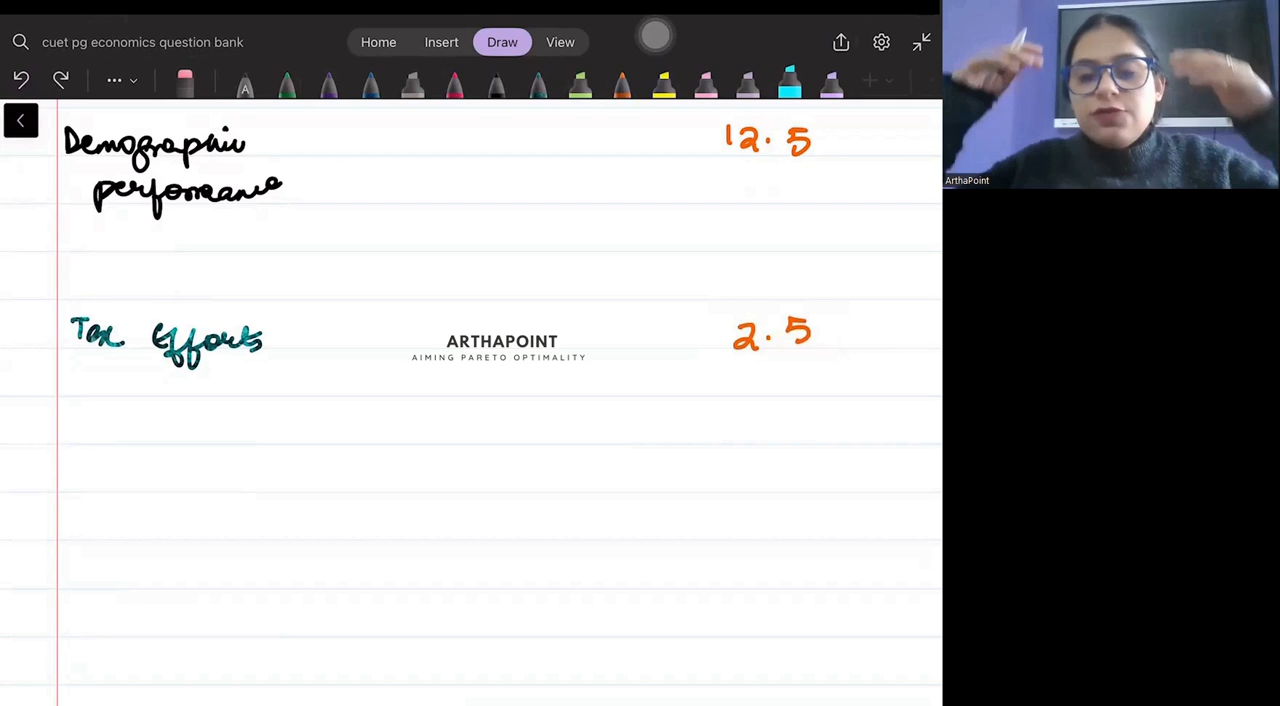 cuet pg economics question bank
Home Insert Draw View
A
Demographic 12.5
performance
Tax Efforts 2.5
ARTHAPOINT
AIMING PARETO OPTIMALITY
ArthaPoint